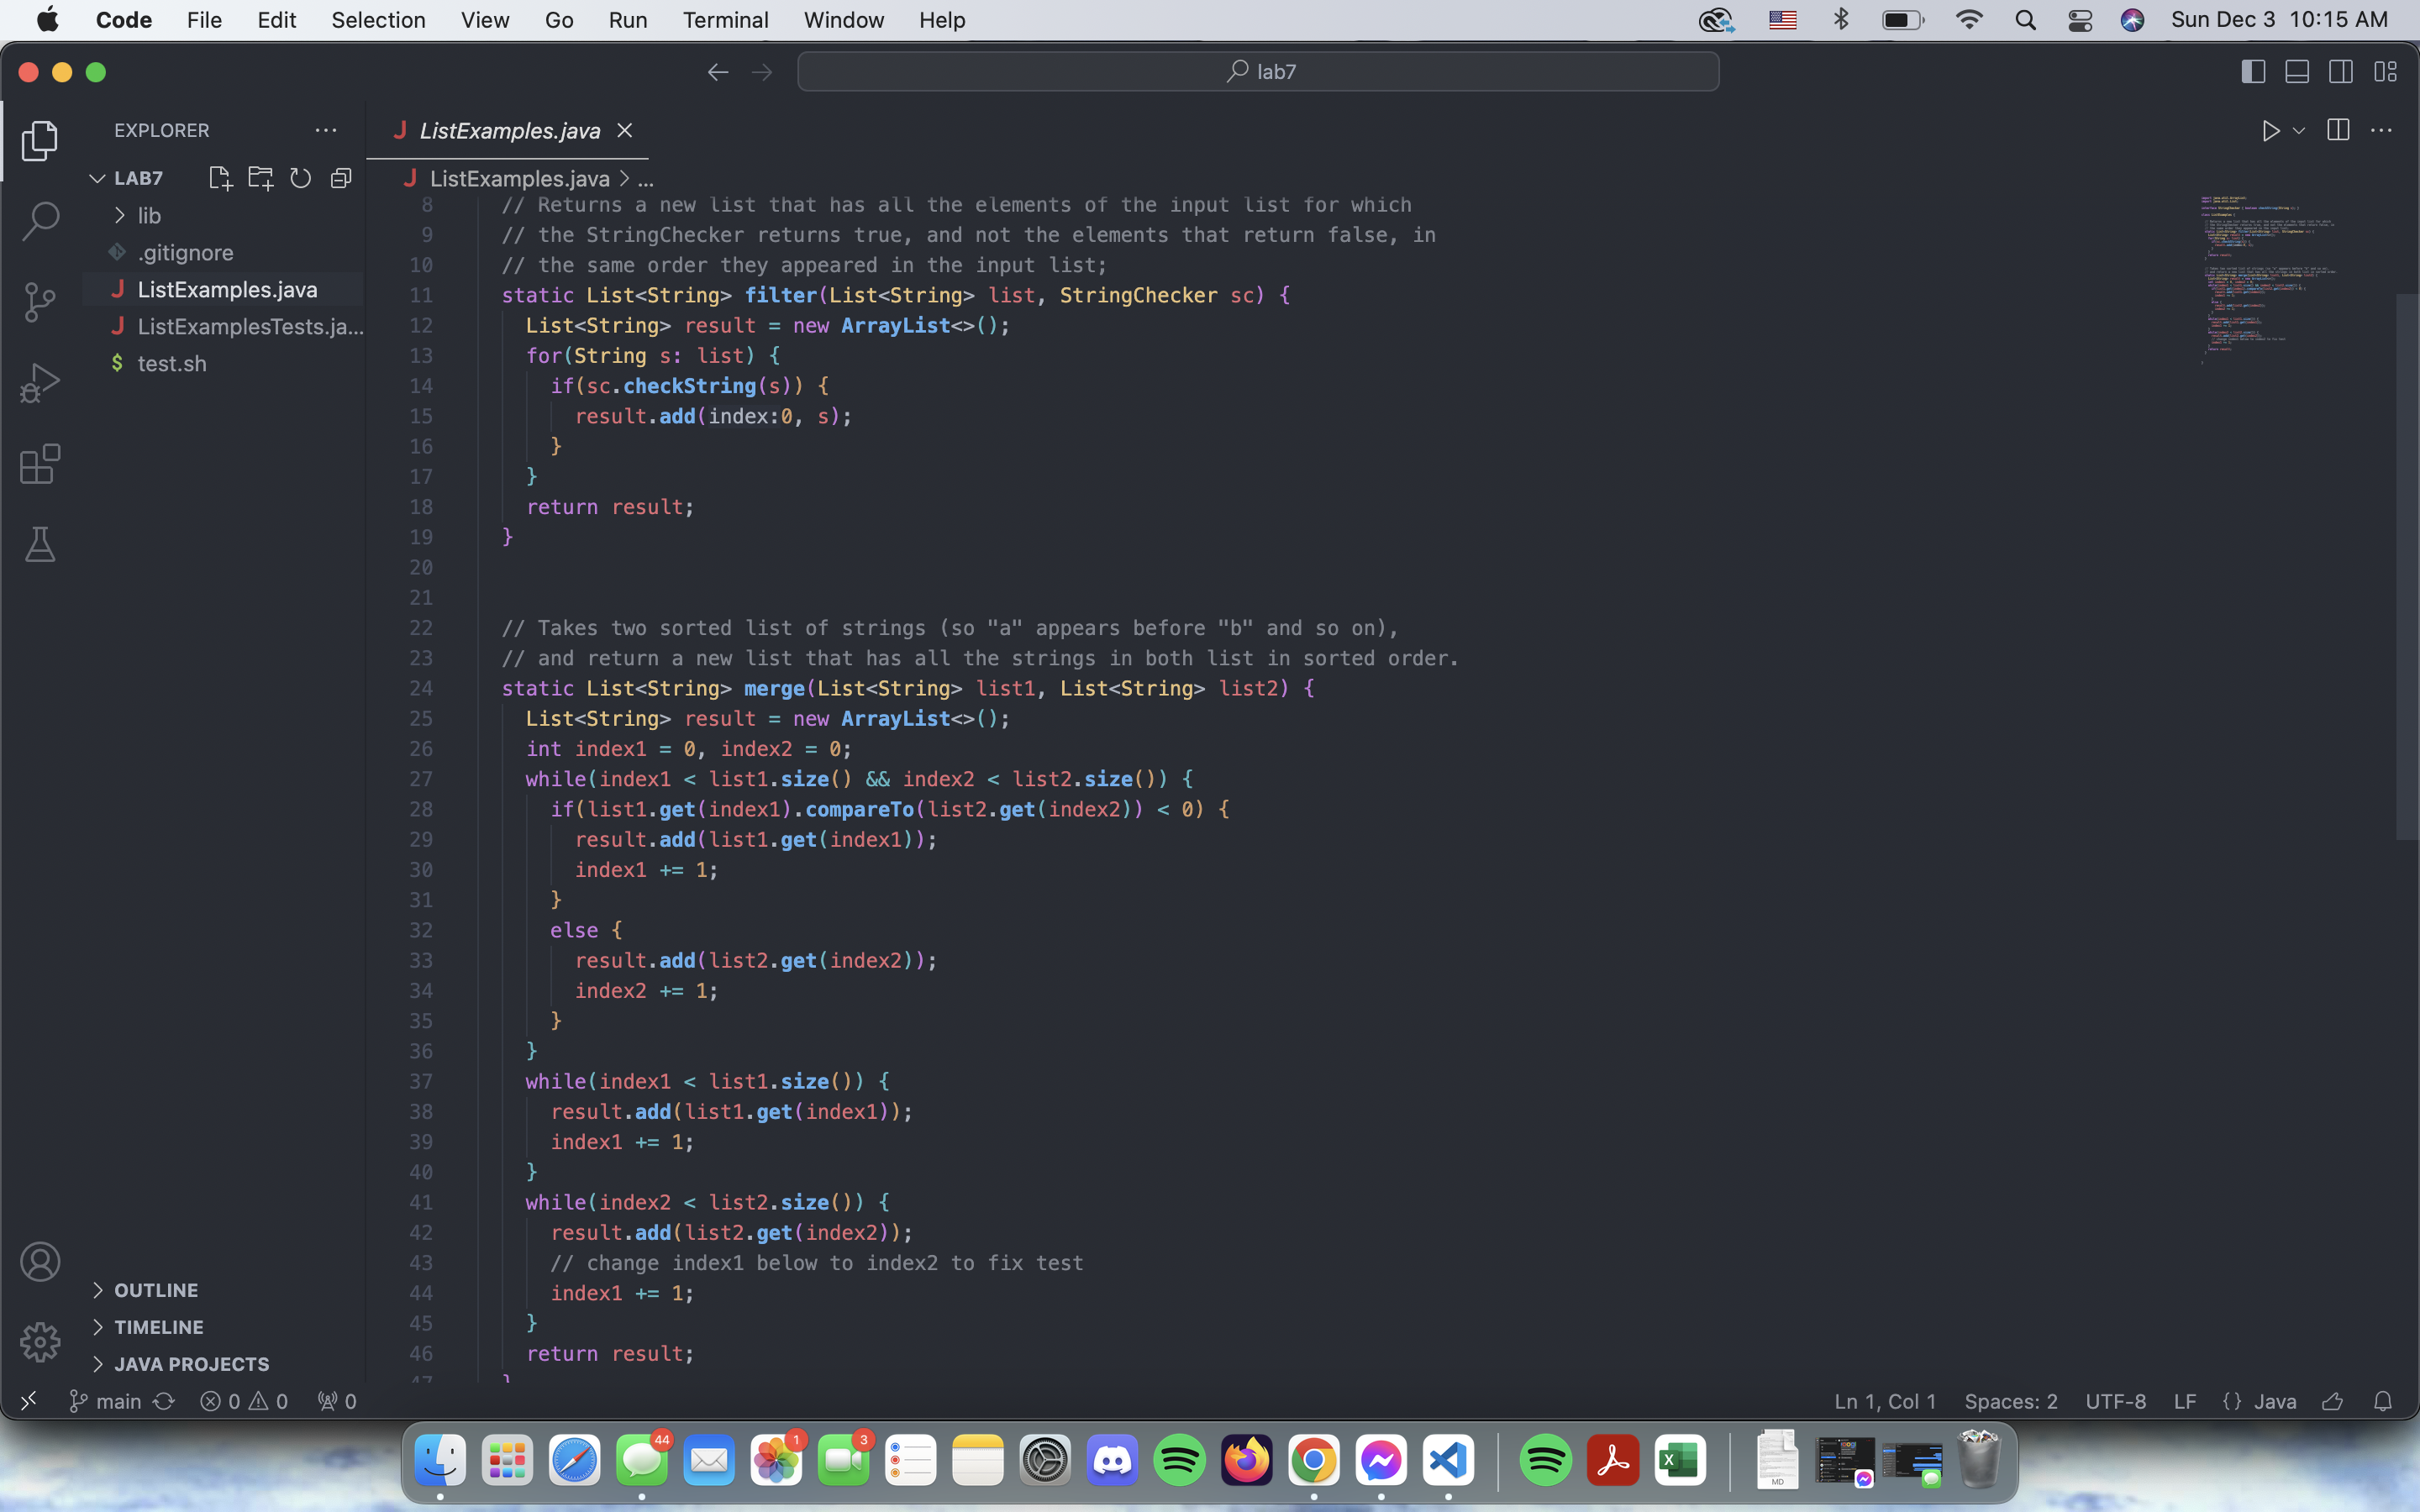 Code File Edit Selection View Go Run Terminal Window Help Sun Dec 3 10:15 AM
lab7
EXPLORER
LAB7
lib
.gitignore
ListExamples.java
ListExamplesTests.ja...
test.sh
OUTLINE
TIMELINE
JAVA PROJECTS
ListExamples.java
ListExamples.java > ...
8 // Returns a new list that has all the elements of the input list for which
9 // the StringChecker returns true, and not the elements that return false, in
10 // the same order they appeared in the input list;
11 static List<String> filter(List<String> list, StringChecker sc) {
12 List<String> result = new ArrayList<>();
13 for(String s: list) {
14 if(sc.checkString(s)) {
15 result.add(index:0, s);
16 }
17 }
18 return result;
19 }
20
21
22 // Takes two sorted list of strings (so "a" appears before "b" and so on),
23 // and return a new list that has all the strings in both list in sorted order.
24 static List<String> merge(List<String> list1, List<String> list2) {
25 List<String> result = new ArrayList<>();
26 int index1 = 0, index2 = 0;
27 while(index1 < list1.size() && index2 < list2.size()) {
28 if(list1.get(index1).compareTo(list2.get(index2)) < 0) {
29 result.add(list1.get(index1));
30 index1 += 1;
31 }
32 else {
33 result.add(list2.get(index2));
34 index2 += 1;
35 }
36 }
37 while(index1 < list1.size()) {
38 result.add(list1.get(index1));
39 index1 += 1;
40 }
41 while(index2 < list2.size()) {
42 result.add(list2.get(index2));
43 // change index1 below to index2 to fix test
44 index1 += 1;
45 }
46 return result;
47 }
main 0 0 0 Ln 1, Col 1 Spaces: 2 UTF-8 LF {} Java
44 1 3
MD